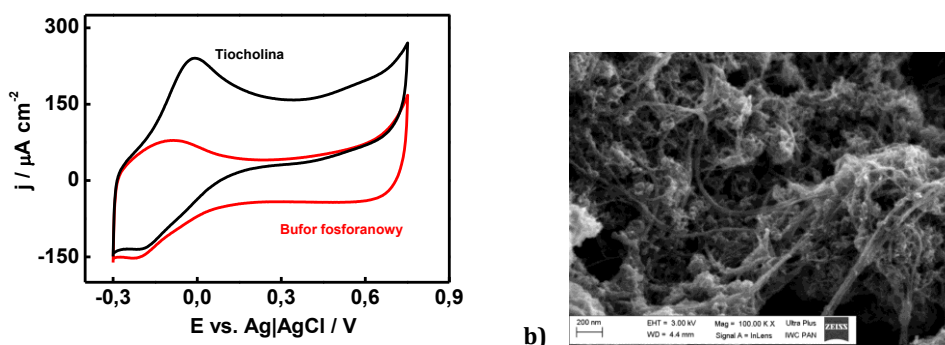 300
150
0
-150
j / µA cm⁻²
Tiocholina
Bufor fosforanowy
-0,3 0,0 0,3 0,6 0,9
E vs. Ag|AgCl / V
b)
200 nm
EHT = 3.00 kV Mag = 100.00 K X Ultra Plus
WD = 4.4 mm Signal A = InLens IWC PAN
ZEISS